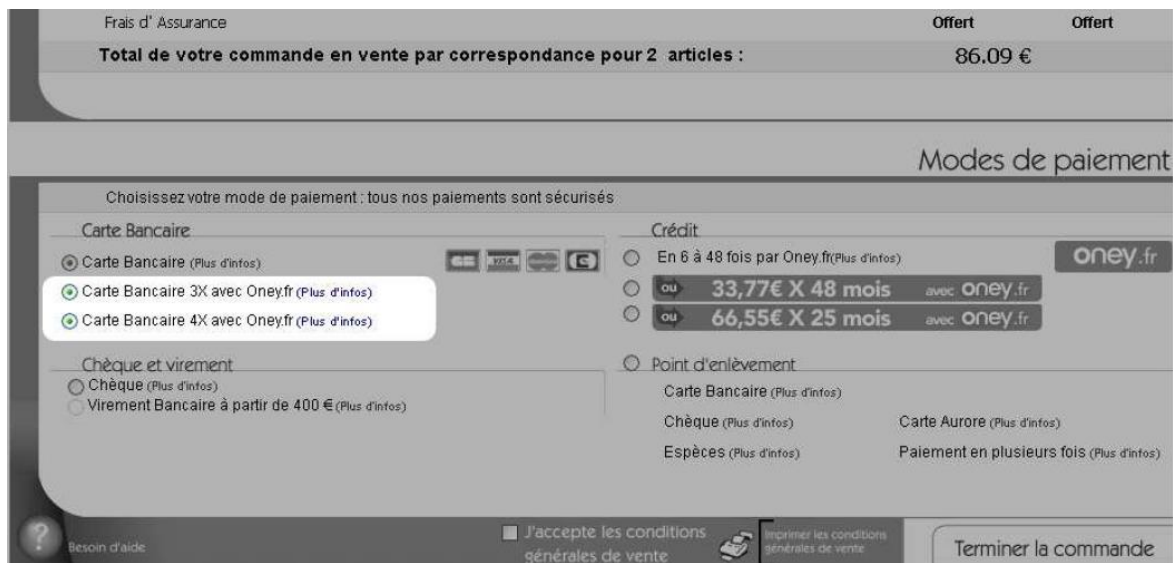 Frais d' Assurance Offert Offert
Total de votre commande en vente par correspondance pour 2 articles : 86.09 €
Modes de paiement
Choisissez votre mode de paiement : tous nos paiements sont sécurisés
Carte Bancaire
Carte Bancaire (Plus d'infos) VISA
Carte Bancaire 3X avec Oney.fr (Plus d'infos)
Carte Bancaire 4X avec Oney.fr (Plus d'infos)
Chèque et virement
Chèque (Plus d'infos)
Virement Bancaire à partir de 400 € (Plus d'infos)
Crédit
En 6 à 48 fois par Oney.fr(Plus d'infos) oney.fr
ou 33,77€ X 48 mois avec oney.fr
ou 66,55€ X 25 mois avec oney.fr
Point d'enlèvement
Carte Bancaire (Plus d'infos)
Chèque (Plus d'infos) Carte Aurore (Plus d'infos)
Espèces (Plus d'infos) Paiement en plusieurs fois (Plus d'infos)
? Besoin d'aide
J'accepte les conditions
générales de vente
Imprimer les conditions
générales de vente
Terminer la commande